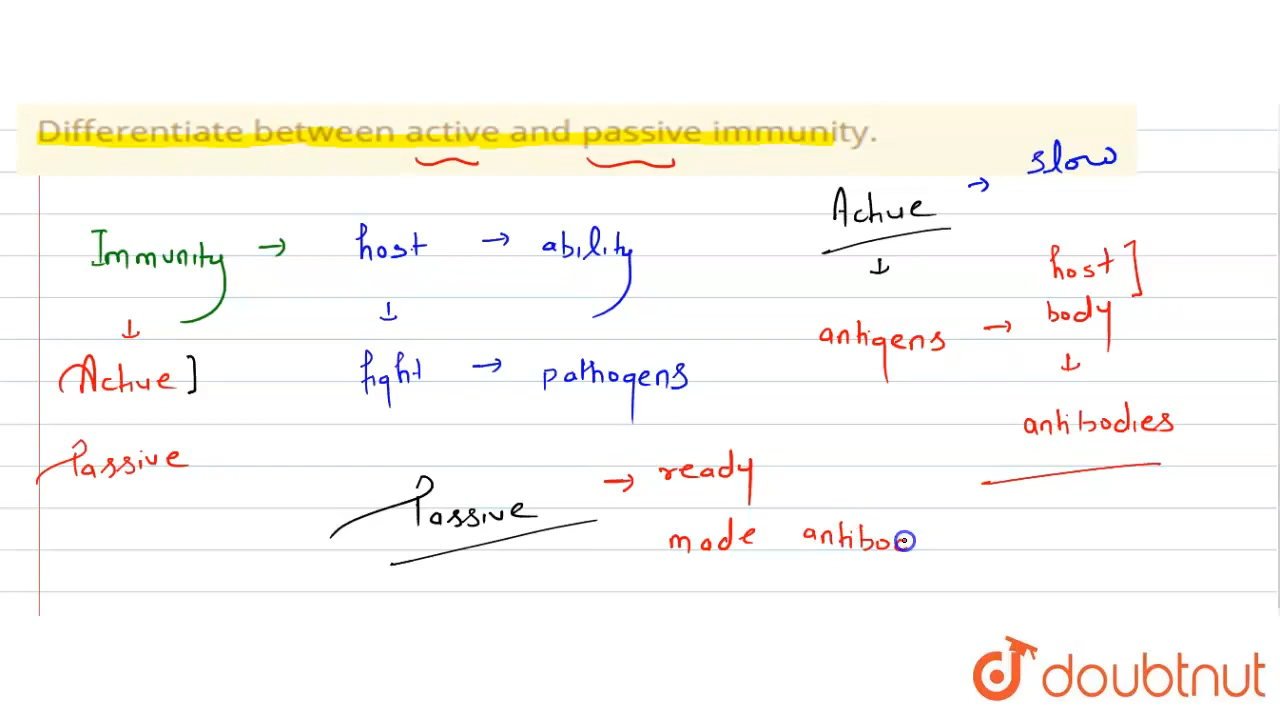 Differentiate between active and passive immunity.
Immunity → host → ability
↓ ↓
Active] fight → pathogens
Passive
Active → slow
↓
antigens → host]
body
↓
antibodies
Passive → ready
made antiboc
doubtnut